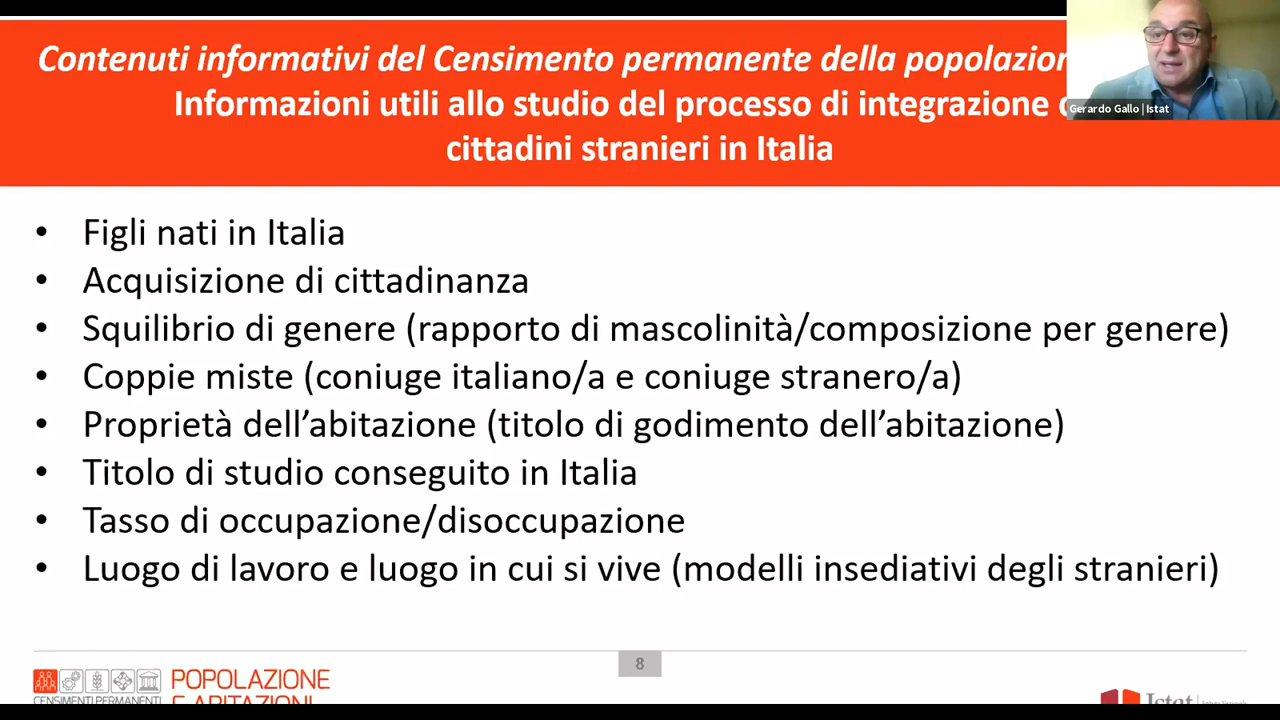 Contenuti informativi del Censimento permanente della
Informazioni utili allo studio del processo di integrazione
cittadini stranieri in Italia
Gerardo Gallo | Istat
• Figli nati in Italia
• Acquisizione di cittadinanza
• Squilibrio di genere (rapporto di mascolinità/composizione per genere)
• Coppie miste (coniuge italiano/a e coniuge stranero/a)
• Proprietà dell’abitazione (titolo di godimento dell’abitazione)
• Titolo di studio conseguito in Italia
• Tasso di occupazione/disoccupazione
• Luogo di lavoro e luogo in cui si vive (modelli insediativi degli stranieri)
8
POPOLAZIONE
E ABITAZIONI
CENSIMENTI PERMANENTI
Istat